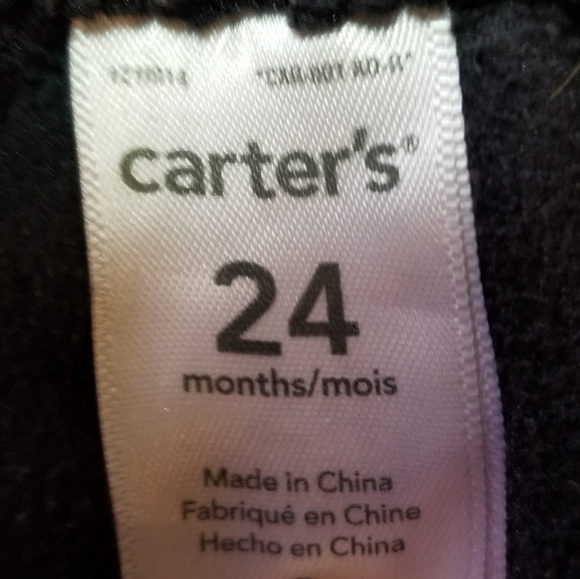 carter's®
24
months/mois
Made in China
Fabriqué en Chine
Hecho en China